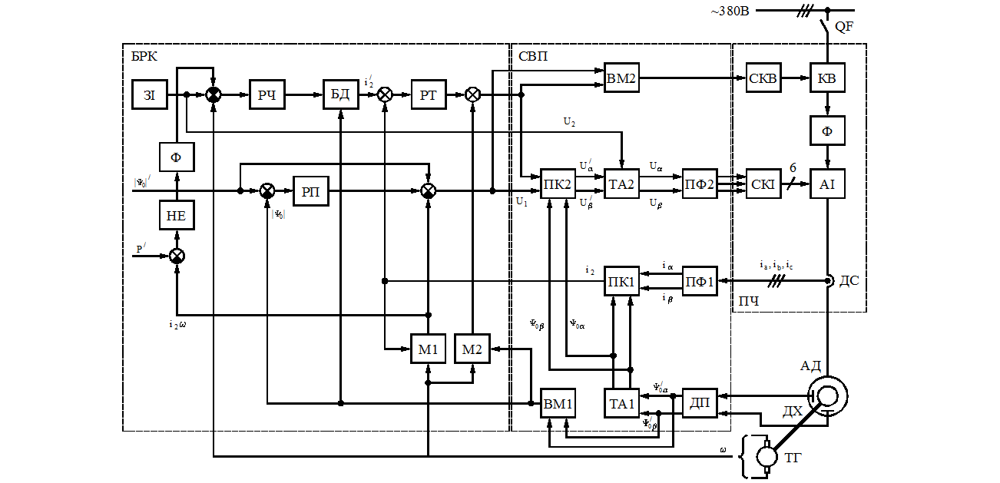 ~380В
QF
БРК
СВП
ЗІ
РЧ
БД
i₂′
РТ
ВМ2
СКВ
КВ
U₂
Ф
Ф
|Ψ₀|′
РП
|Ψ₀|
U₁
ПК2
Uα′
Uβ′
ТА2
Uα
Uβ
ПФ2
СКІ
6
АІ
НЕ
P′
i₂
ПК1
iα
iβ
ПФ1
iₐ, i_b, i_c
ДС
ПЧ
i₂ω
Ψ₀β
Ψ₀α
М1
М2
АД
ВМ1
ТА1
Ψ₀α′
Ψ₀β′
ДП
ДХ
ω
ТГ